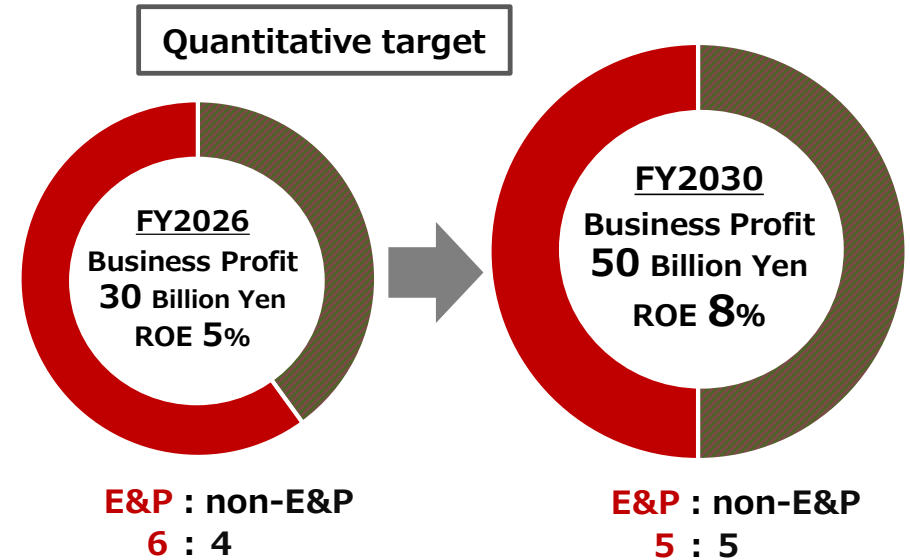 Quantitative target
FY2026
Business Profit
30 Billion Yen
ROE 5%
E&P : non-E&P
6 : 4
FY2030
Business Profit
50 Billion Yen
ROE 8%
E&P : non-E&P
5 : 5